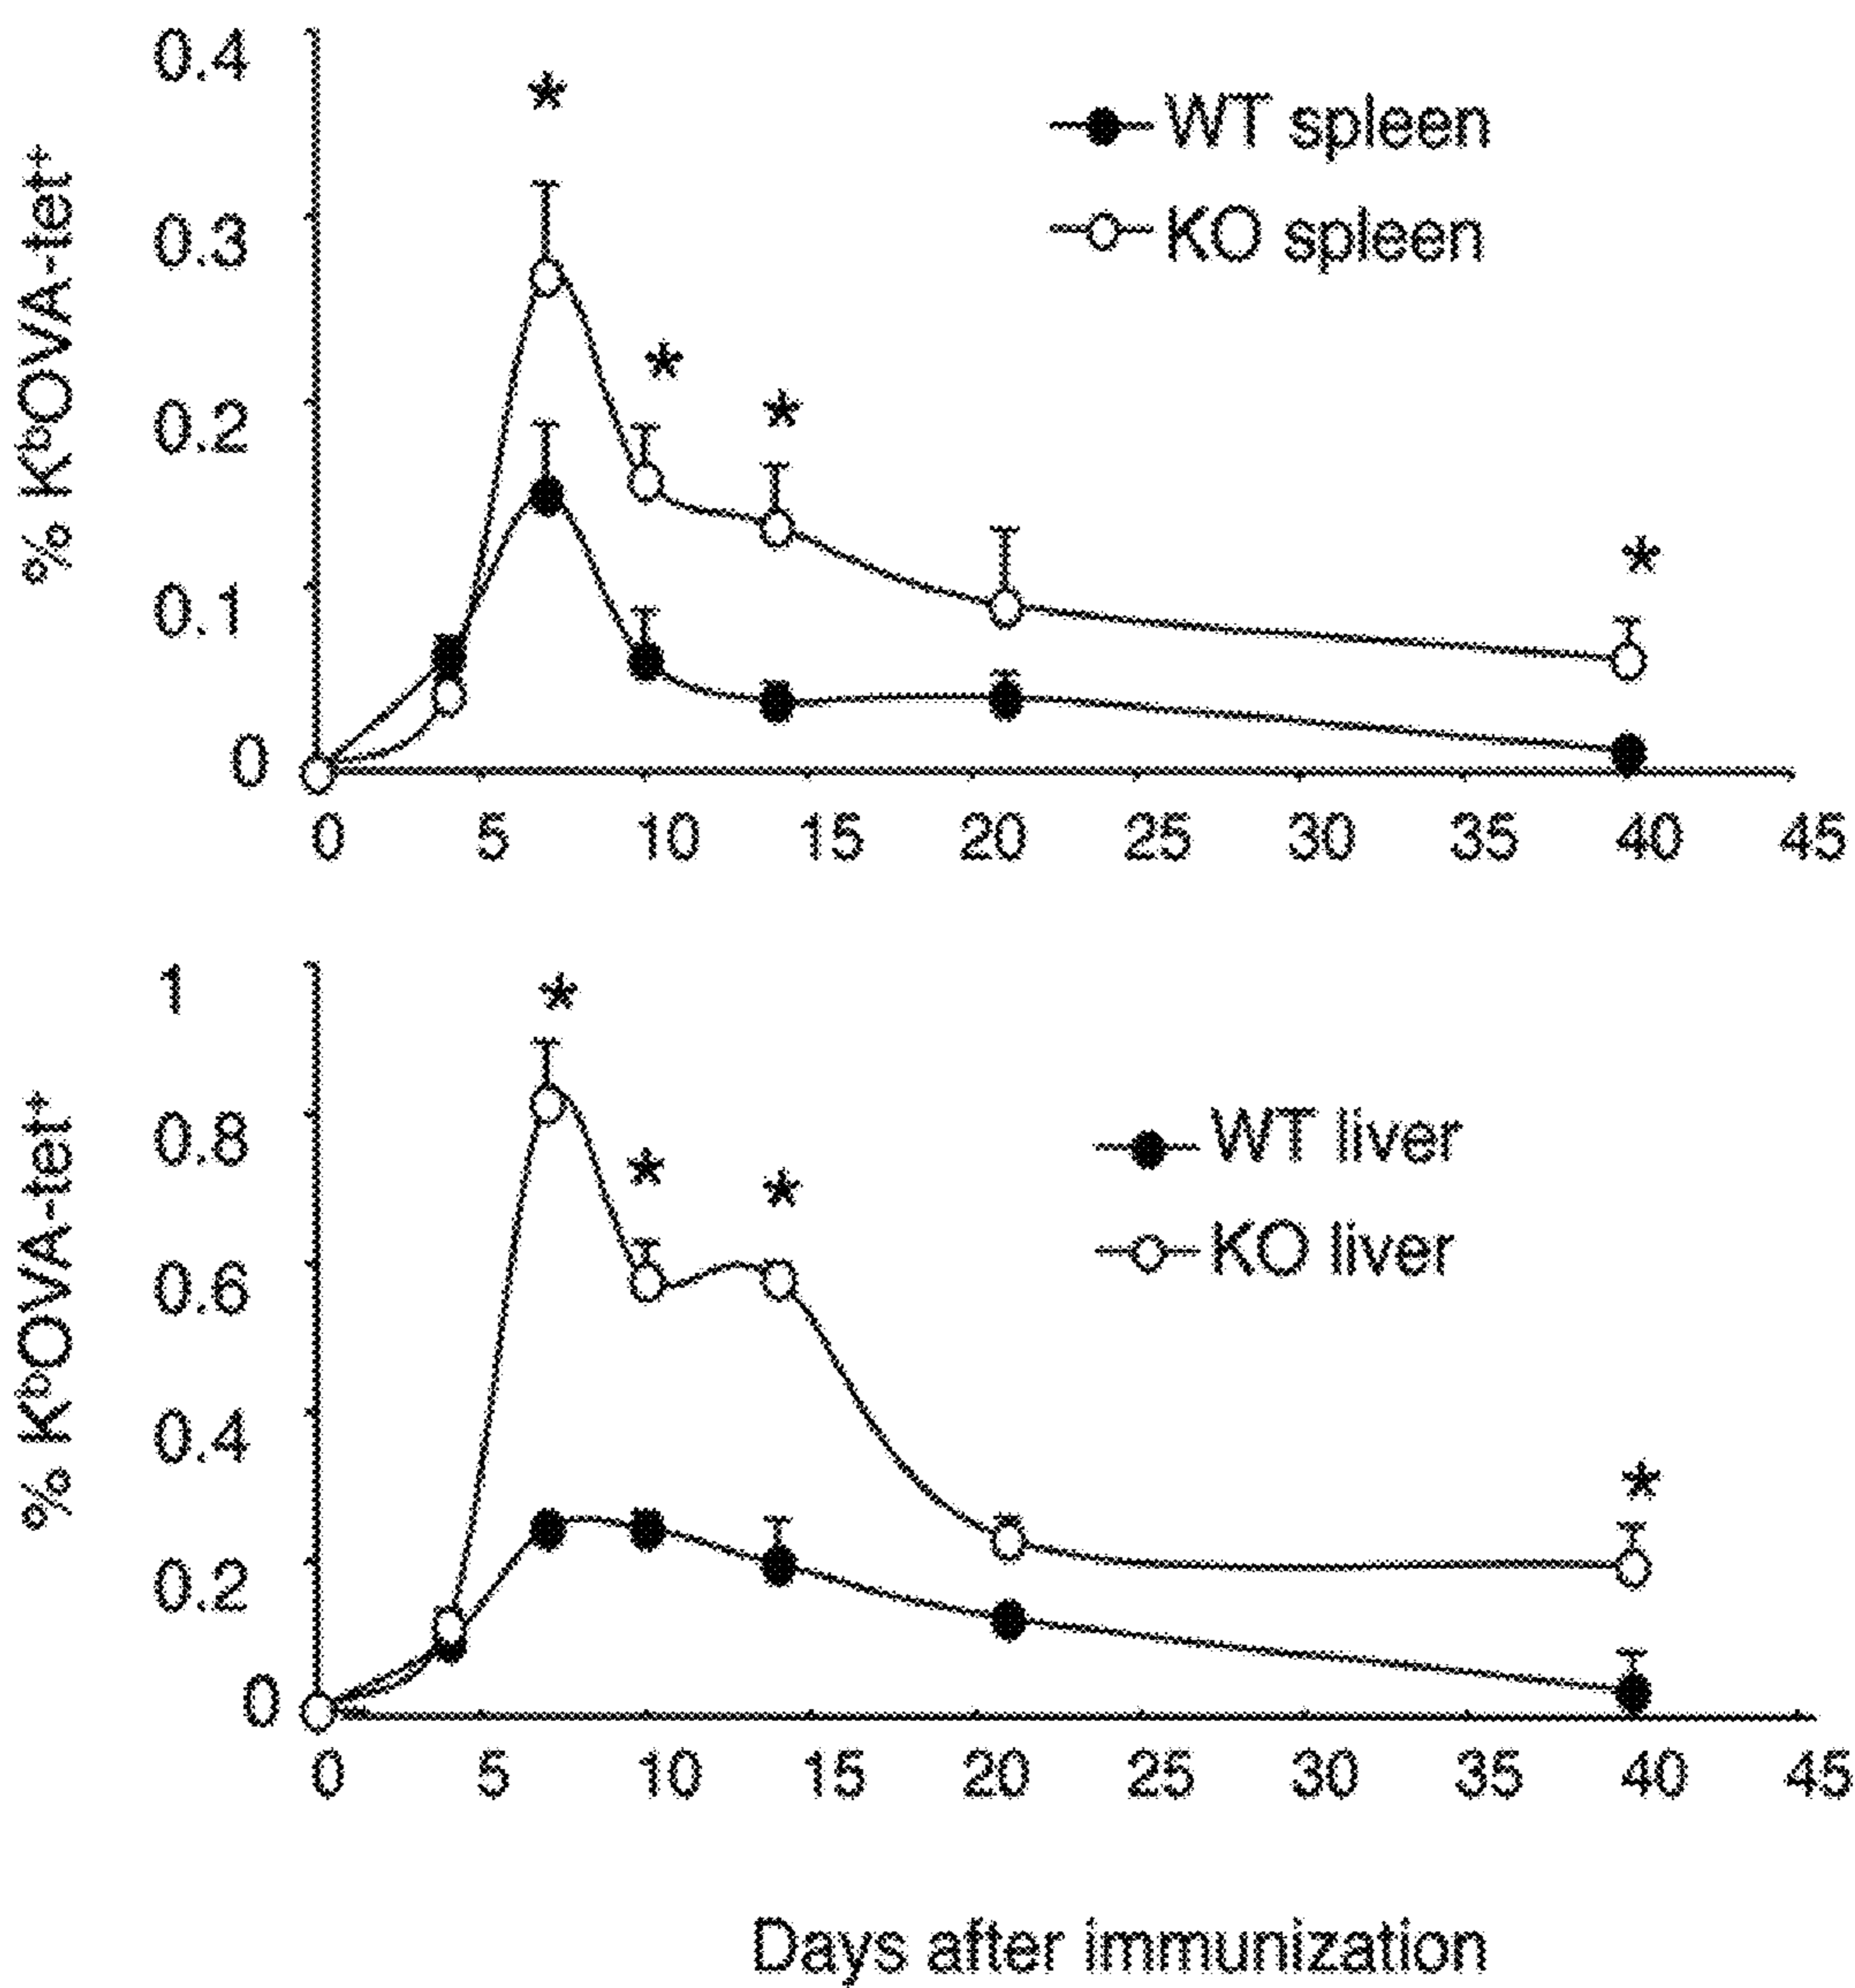 % KᵇOVA-tet⁺
0.4
0.3
0.2
0.1
0
*
*
*
*
WT spleen
KO spleen
0 5 10 15 20 25 30 35 40 45
% KᵇOVA-tet⁺
1
0.8
0.6
0.4
0.2
0
*
*
*
*
WT liver
KO liver
0 5 10 15 20 25 30 35 40 45
Days after immunization